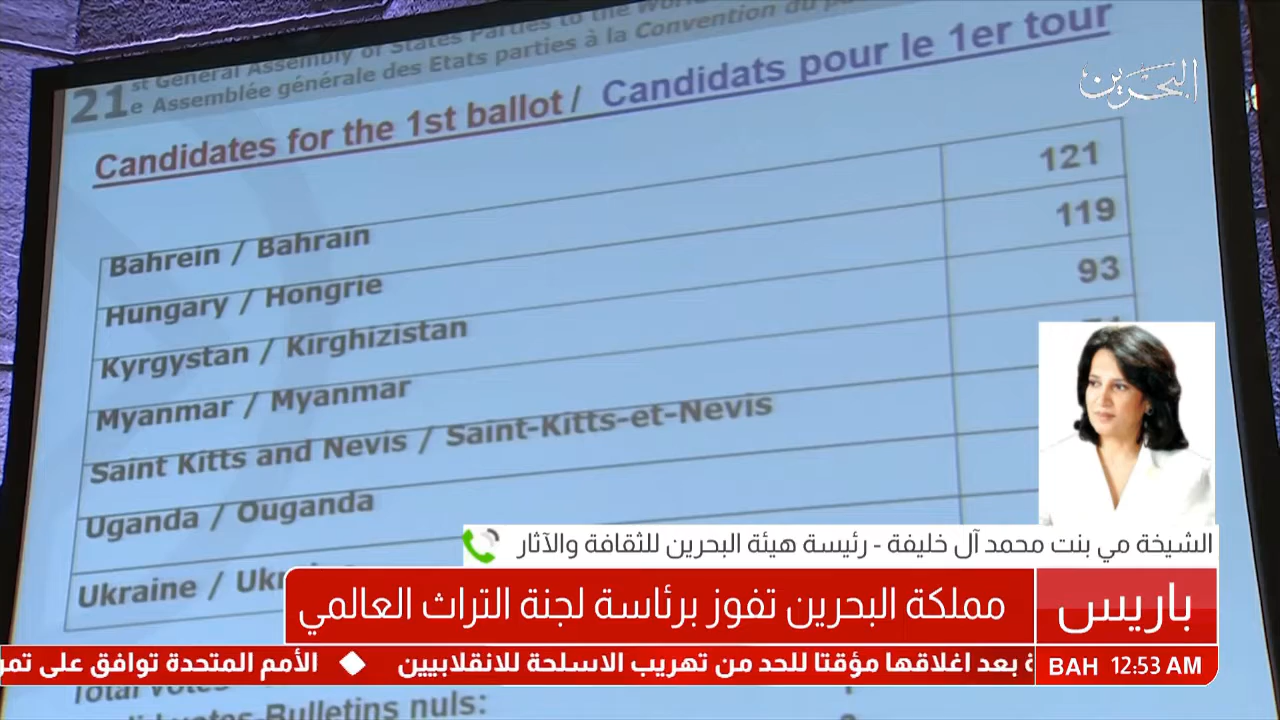 21st General Assembly of States Parties to the World
e Assemblée générale des Etats parties à la Convention du
البحرين
Candidates for the 1st ballot / Candidats pour le 1er tour
Bahrein / Bahrain 121
Hungary / Hongrie 119
Kyrgystan / Kirghizistan 93
Myanmar / Myanmar
Saint Kitts and Nevis / Saint-Kitts-et-Nevis
Uganda / Ouganda
Ukraine /
الشيخة مي بنت محمد آل خليفة - رئيسة هيئة البحرين للثقافة والآثار
باريس
مملكة البحرين تفوز برئاسة لجنة التراث العالمي
BAH 12:53 AM
بعد اغلاقها مؤقتا للحد من تهريب الاسلحة للانقلابيين ◆ الأمم المتحدة توافق على
Bulletins nuls: